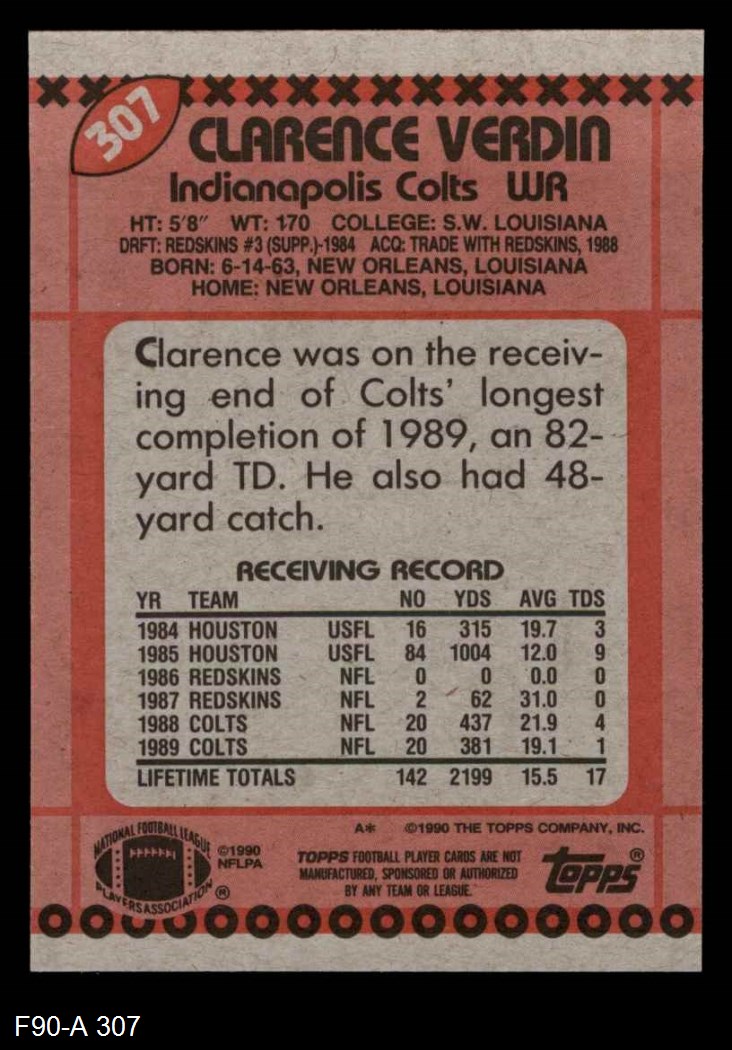 307
CLARENCE VERDIN
Indianapolis Colts WR
HT: 5'8" WT: 170 COLLEGE: S.W. LOUISIANA
DRFT: REDSKINS #3 (SUPP.)-1984 ACQ: TRADE WITH REDSKINS, 1988
BORN: 6-14-63, NEW ORLEANS, LOUISIANA
HOME: NEW ORLEANS, LOUISIANA
Clarence was on the receiv-
ing end of Colts' longest
completion of 1989, an 82-
yard TD. He also had 48-
yard catch.
RECEIVING RECORD
YR TEAM NO YDS AVG TDS
1984 HOUSTON USFL 16 315 19.7 3
1985 HOUSTON USFL 84 1004 12.0 9
1986 REDSKINS NFL 0 0 0.0 0
1987 REDSKINS NFL 2 62 31.0 0
1988 COLTS NFL 20 437 21.9 4
1989 COLTS NFL 20 381 19.1 1
LIFETIME TOTALS 142 2199 15.5 17
A* ©1990 THE TOPPS COMPANY, INC.
NATIONAL FOOTBALL LEAGUE
PLAYERS ASSOCIATION ®
©1990
NFLPA
TOPPS FOOTBALL PLAYER CARDS ARE NOT
MANUFACTURED, SPONSORED OR AUTHORIZED
BY ANY TEAM OR LEAGUE.
topps®
F90-A 307